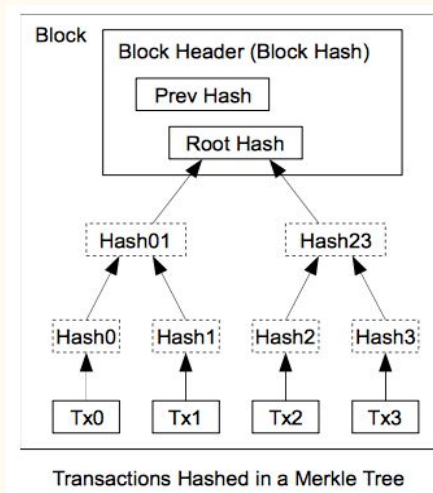 Block
Block Header (Block Hash)
Prev Hash
Root Hash
Hash01 Hash23
Hash0 Hash1 Hash2 Hash3
Tx0 Tx1 Tx2 Tx3
Transactions Hashed in a Merkle Tree